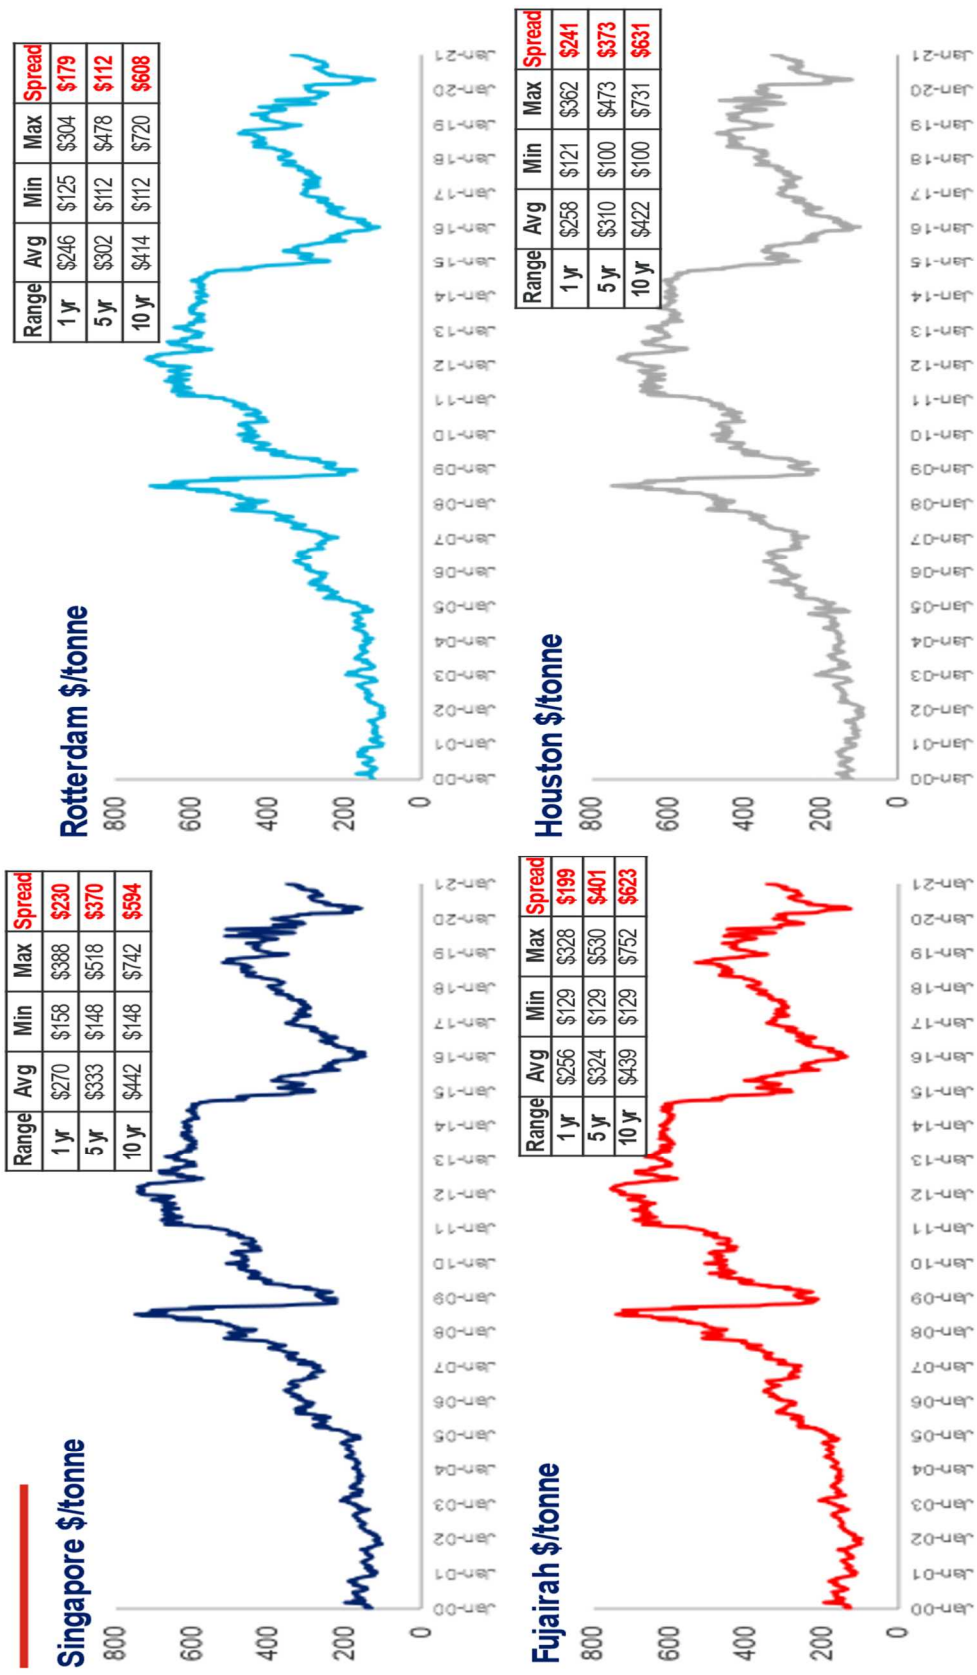 Singapore $/tonne
Range Avg Min Max Spread
1 yr $270 $158 $388 $230
5 yr $333 $148 $518 $370
10 yr $442 $148 $742 $594
800
600
400
200
0
Jan-00 Jan-01 Jan-02 Jan-03 Jan-04 Jan-05 Jan-06 Jan-07 Jan-08 Jan-09 Jan-10 Jan-11 Jan-12 Jan-13 Jan-14 Jan-15 Jan-16 Jan-17 Jan-18 Jan-19 Jan-20 Jan-21
Rotterdam $/tonne
Range Avg Min Max Spread
1 yr $246 $125 $304 $179
5 yr $302 $112 $478 $112
10 yr $414 $112 $720 $608
800
600
400
200
0
Jan-00 Jan-01 Jan-02 Jan-03 Jan-04 Jan-05 Jan-06 Jan-07 Jan-08 Jan-09 Jan-10 Jan-11 Jan-12 Jan-13 Jan-14 Jan-15 Jan-16 Jan-17 Jan-18 Jan-19 Jan-20 Jan-21
Fujairah $/tonne
Range Avg Min Max Spread
1 yr $256 $129 $328 $199
5 yr $324 $129 $530 $401
10 yr $439 $129 $752 $623
800
600
400
200
0
Jan-00 Jan-01 Jan-02 Jan-03 Jan-04 Jan-05 Jan-06 Jan-07 Jan-08 Jan-09 Jan-10 Jan-11 Jan-12 Jan-13 Jan-14 Jan-15 Jan-16 Jan-17 Jan-18 Jan-19 Jan-20 Jan-21
Houston $/tonne
Range Avg Min Max Spread
1 yr $258 $121 $362 $241
5 yr $310 $100 $473 $373
10 yr $422 $100 $731 $631
800
600
400
200
0
Jan-00 Jan-01 Jan-02 Jan-03 Jan-04 Jan-05 Jan-06 Jan-07 Jan-08 Jan-09 Jan-10 Jan-11 Jan-12 Jan-13 Jan-14 Jan-15 Jan-16 Jan-17 Jan-18 Jan-19 Jan-20 Jan-21